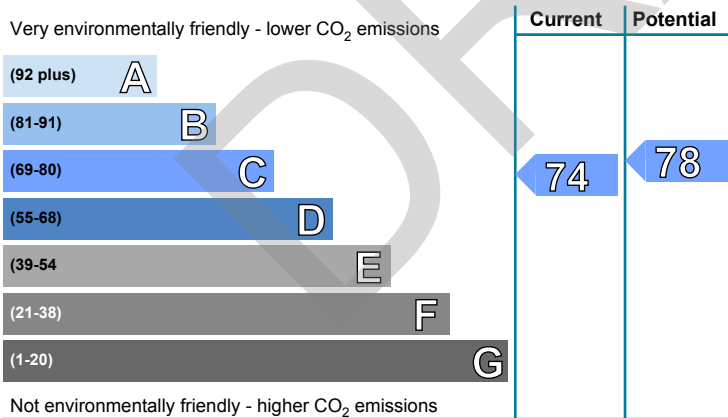 Very environmentally friendly - lower CO2 emissions
Current Potential
(92 plus) A
(81-91) B
(69-80) C
74 78
(55-68) D
(39-54 E
(21-38) F
(1-20) G
Not environmentally friendly - higher CO2 emissions